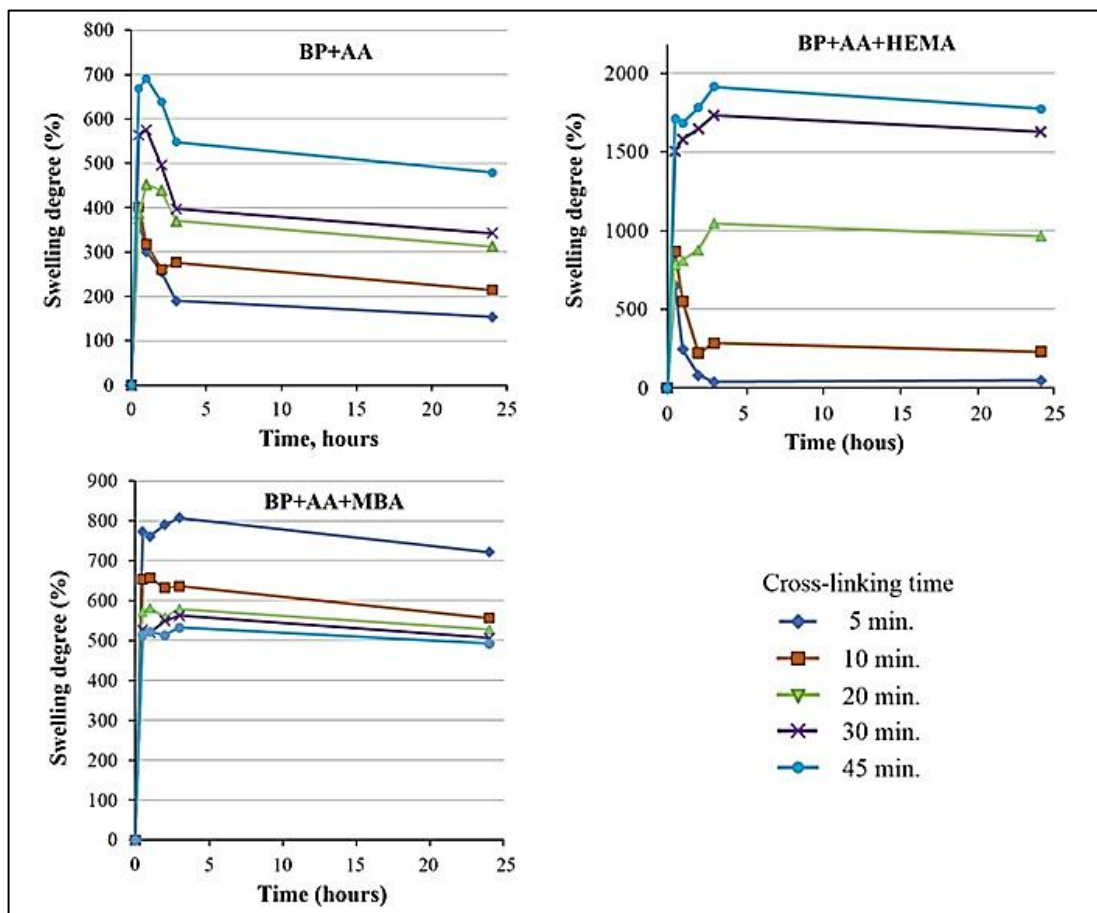 BP+AA
Swelling degree (%)
800
700
600
500
400
300
200
100
0
0 5 10 15 20 25
Time, hours
BP+AA+HEMA
Swelling degree (%)
2000
1500
1000
500
0
0 5 10 15 20 25
Time (hous)
BP+AA+MBA
Swelling degree (%)
900
800
700
600
500
400
300
200
100
0
0 5 10 15 20 25
Time (hours)
Cross-linking time
5 min.
10 min.
20 min.
30 min.
45 min.